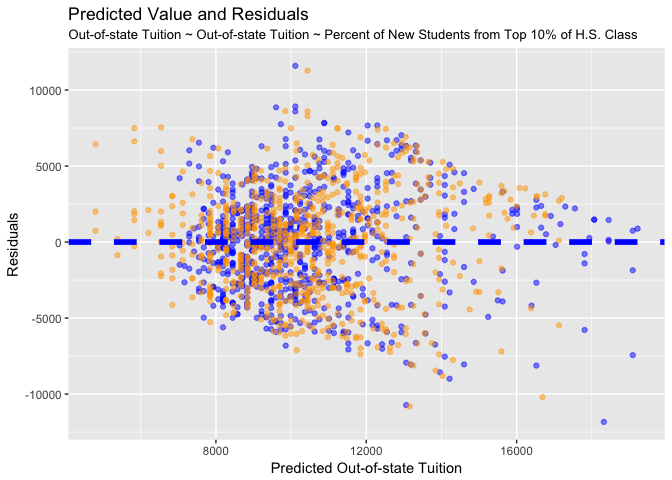 Predicted Value and Residuals
Out-of-state Tuition ~ Out-of-state Tuition ~ Percent of New Students from Top 10% of H.S. Class
Residuals
10000
5000
0
-5000
-10000
8000 12000 16000
Predicted Out-of-state Tuition